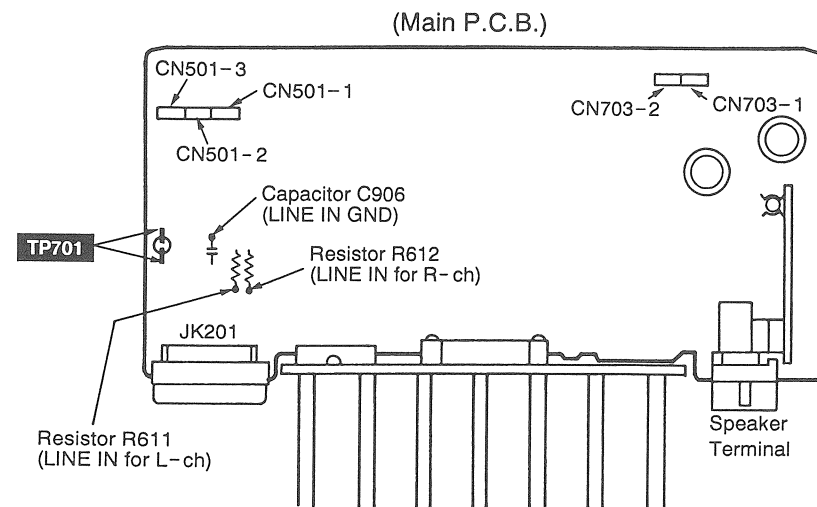 (Main P.C.B.)
CN501-3
CN501-1
CN501-2
CN703-2
CN703-1
Capacitor C906
(LINE IN GND)
TP701
Resistor R612
(LINE IN for R-ch)
JK201
Resistor R611
(LINE IN for L-ch)
Speaker
Terminal